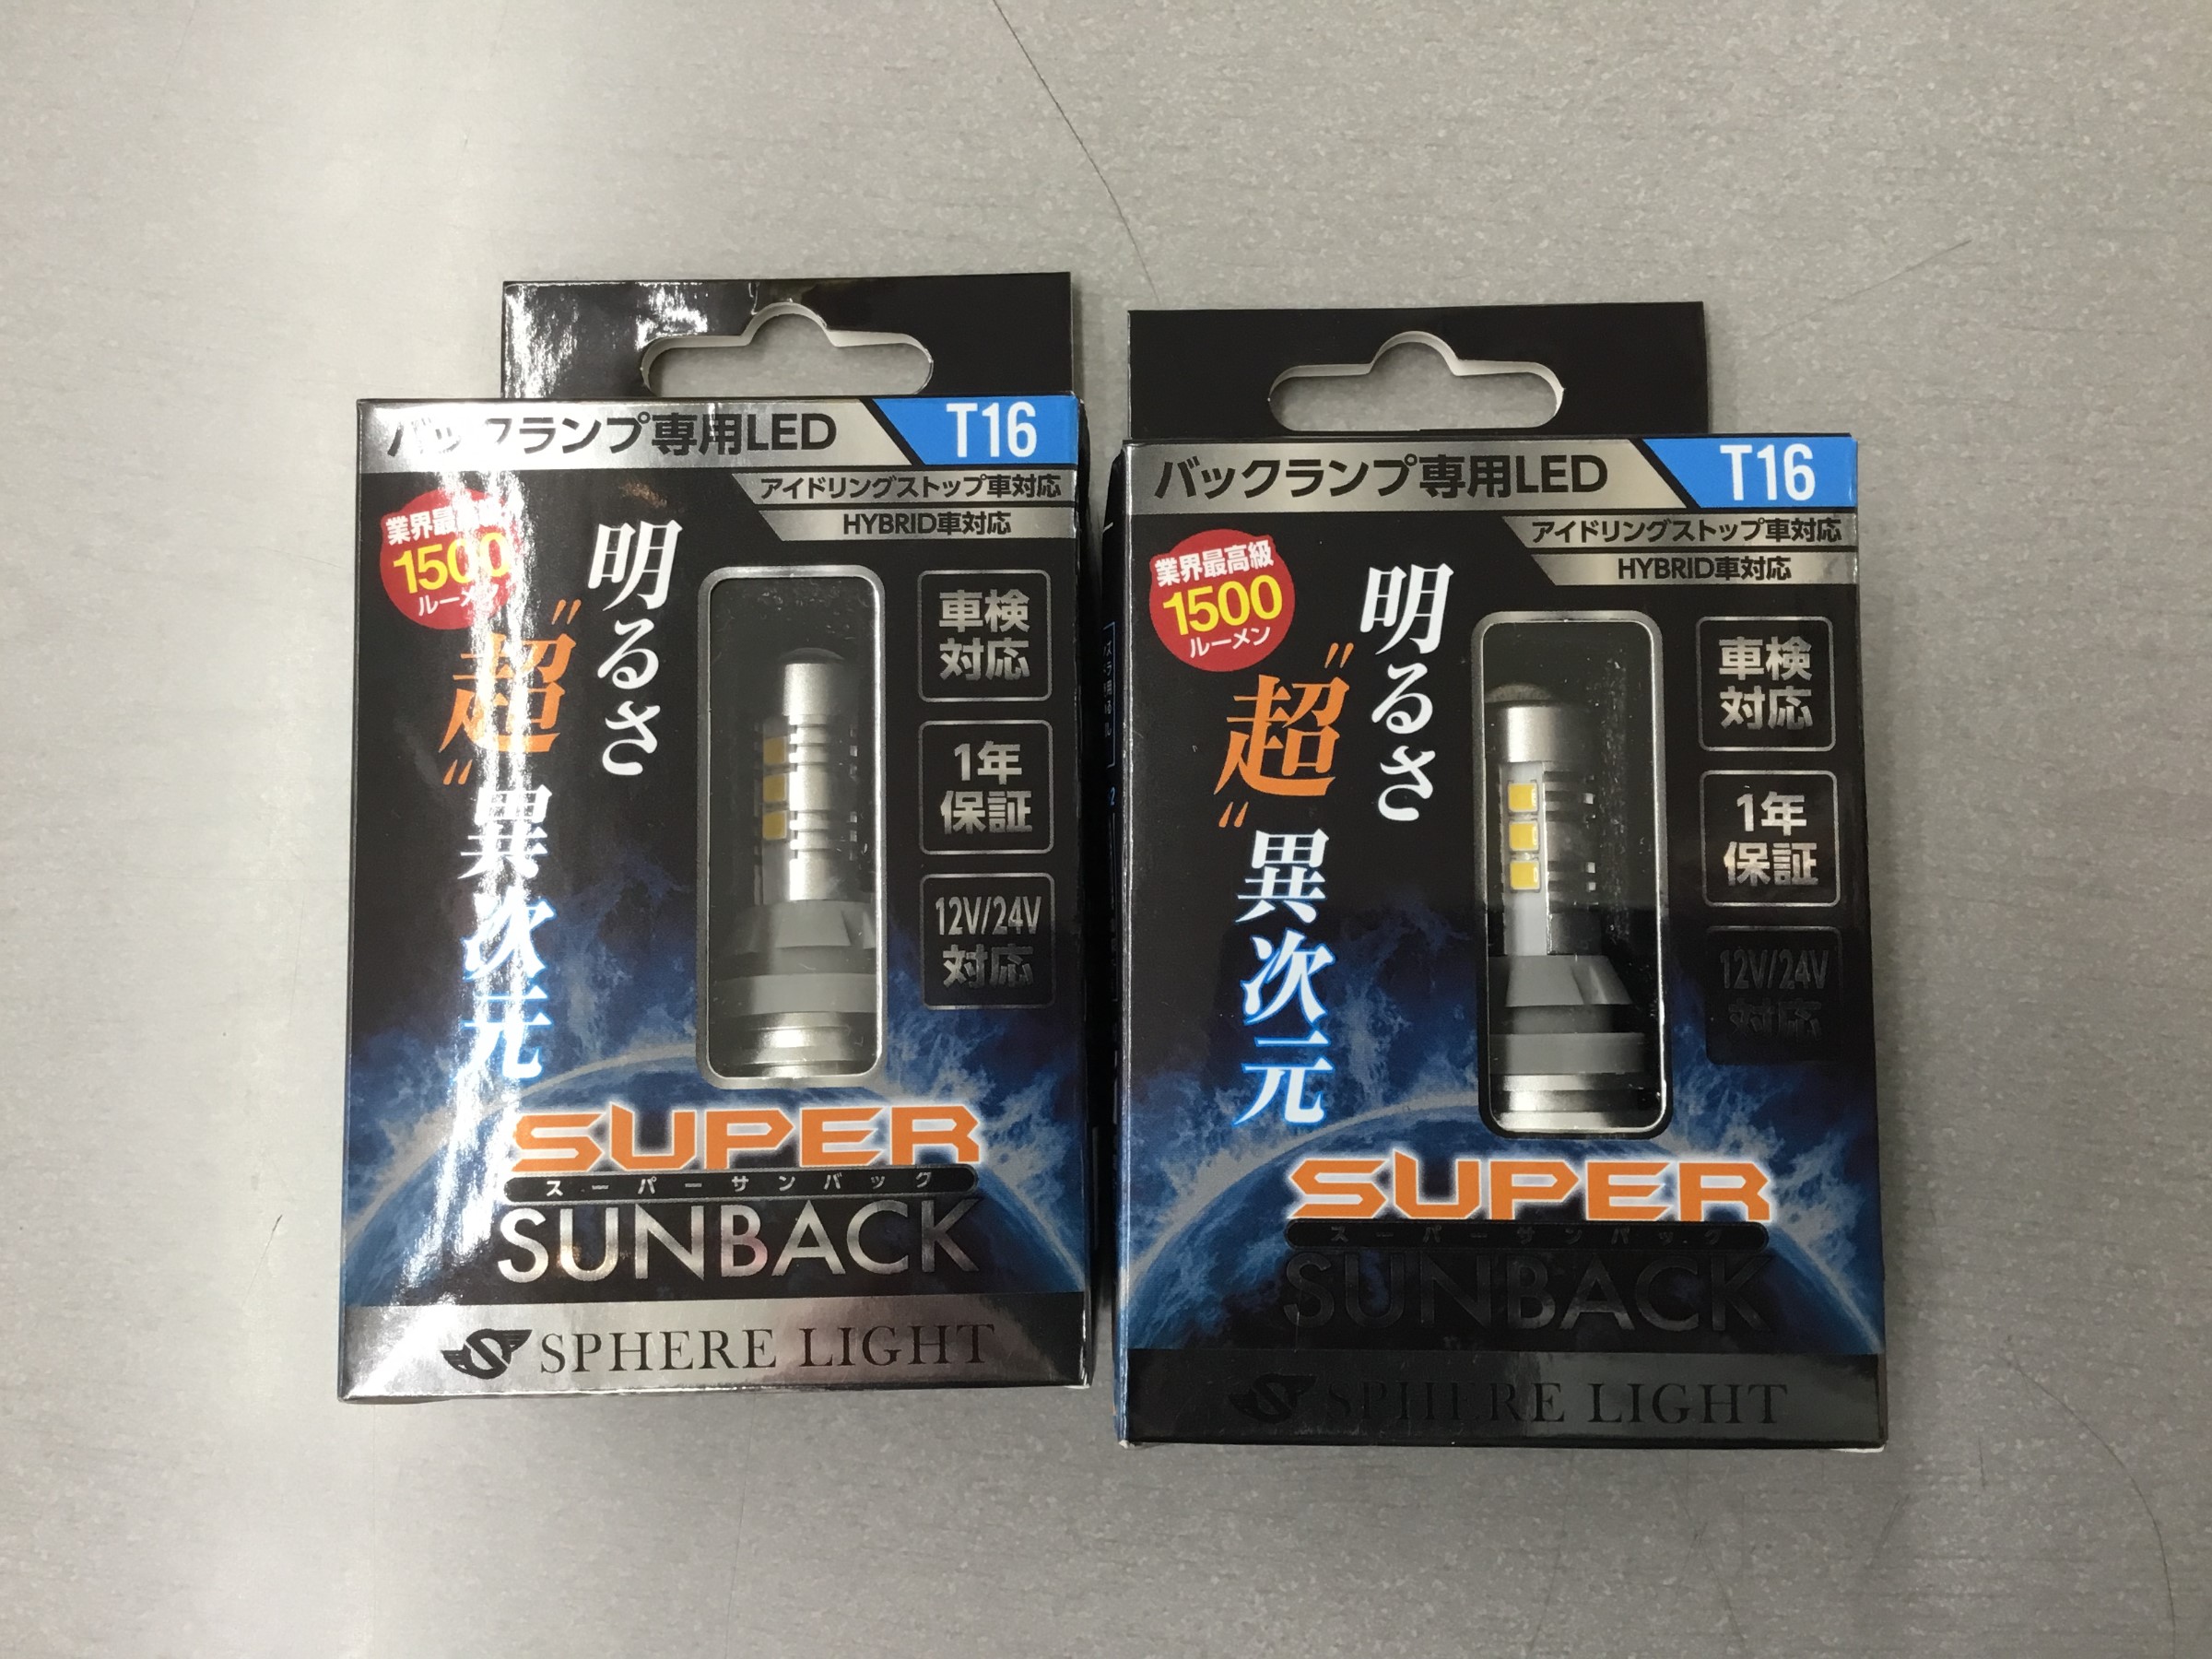 バックランプ専用LED
T16
アイドリングストップ車対応
HYBRID車対応
1500
ルーメン
明るさ
"超"異次元
車検
対応
1年
保証
12V/24V
対応
SUPER
スーパーサンバック
SUNBACK
SPHERE LIGHT
バックランプ専用LED
T16
アイドリングストップ車対応
HYBRID車対応
業界最高級
1500
ルーメン
明るさ
"超"異次元
車検
対応
1年
保証
12V/24V
対応
SUPER
スーパーサンバック
SUNBACK
SPHERE LIGHT